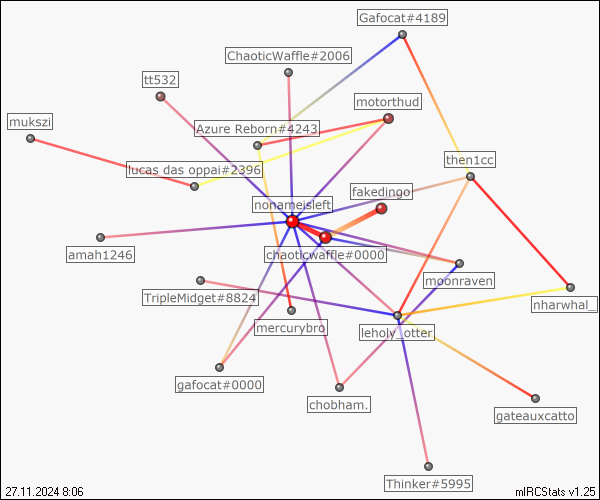 Gafocat#4189
ChaoticWaffle#2006
tt532
motorthud
mukszi
Azure Reborn#4243
then1cc
lucas das oppai#2396
fakedingo
nonameisleft
amah1246
chaoticwaffle#0000
moonraven
TripleMidget#8824
nharwhal_
mercurybro
leholy_otter
gafocat#0000
chobham.
gateauxcatto
Thinker#5995
27.11.2024 8:06
mIRCStats v1.25